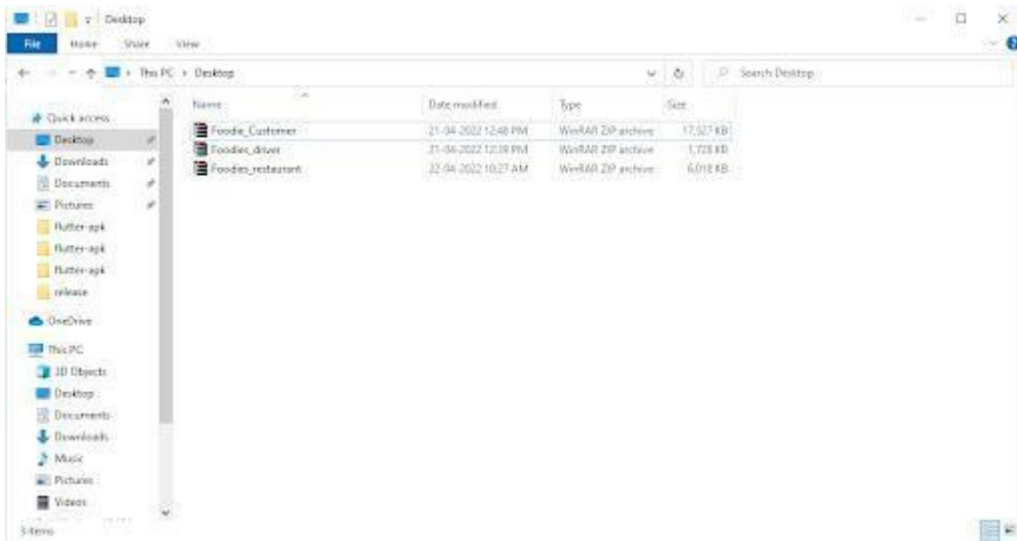 Desktop
File Home Share View
This PC Desktop Search Desktop
Name Date modified Type Size
Quick access
Desktop
Downloads
Documents
Pictures
flutter-apk
flutter-apk
flutter-apk
release
OneDrive
This PC
3D Objects
Desktop
Documents
Downloads
Music
Pictures
Videos
Foodie_Customer 21-04-2022 12:48 PM WinRAR ZIP archive 17,527 KB
Foodies_driver 21-04-2022 12:39 PM WinRAR ZIP archive 1,728 KB
Foodies_restaurant 22-04-2022 10:27 AM WinRAR ZIP archive 6,018 KB
3 items